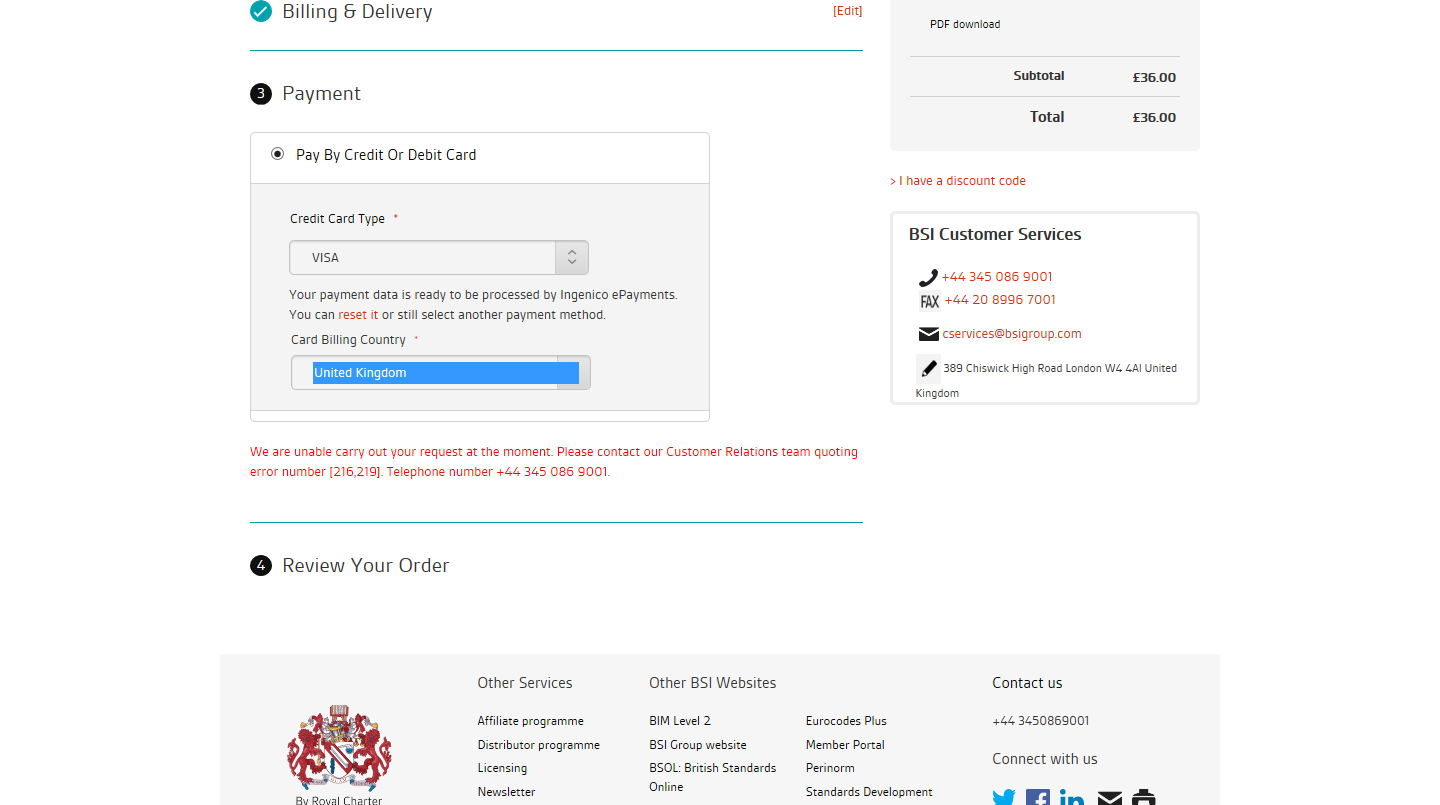 Billing & Delivery
[Edit]
3 Payment
Pay By Credit Or Debit Card
Credit Card Type *
VISA
Your payment data is ready to be processed by Ingenico ePayments.
You can reset it or still select another payment method.
Card Billing Country *
United Kingdom
We are unable carry out your request at the moment. Please contact our Customer Relations team quoting
error number [216,219]. Telephone number +44 345 086 9001.
4 Review Your Order
PDF download
Subtotal £36.00
Total £36.00
> I have a discount code
BSI Customer Services
+44 345 086 9001
FAX +44 20 8996 7001
cservices@bsigroup.com
389 Chiswick High Road London W4 4Al United
Kingdom
By Royal Charter
Other Services
Affiliate programme
Distributor programme
Licensing
Newsletter
Other BSI Websites
BIM Level 2
BSI Group website
BSOL: British Standards
Online
Eurocodes Plus
Member Portal
Perinorm
Standards Development
Contact us
+44 3450869001
Connect with us